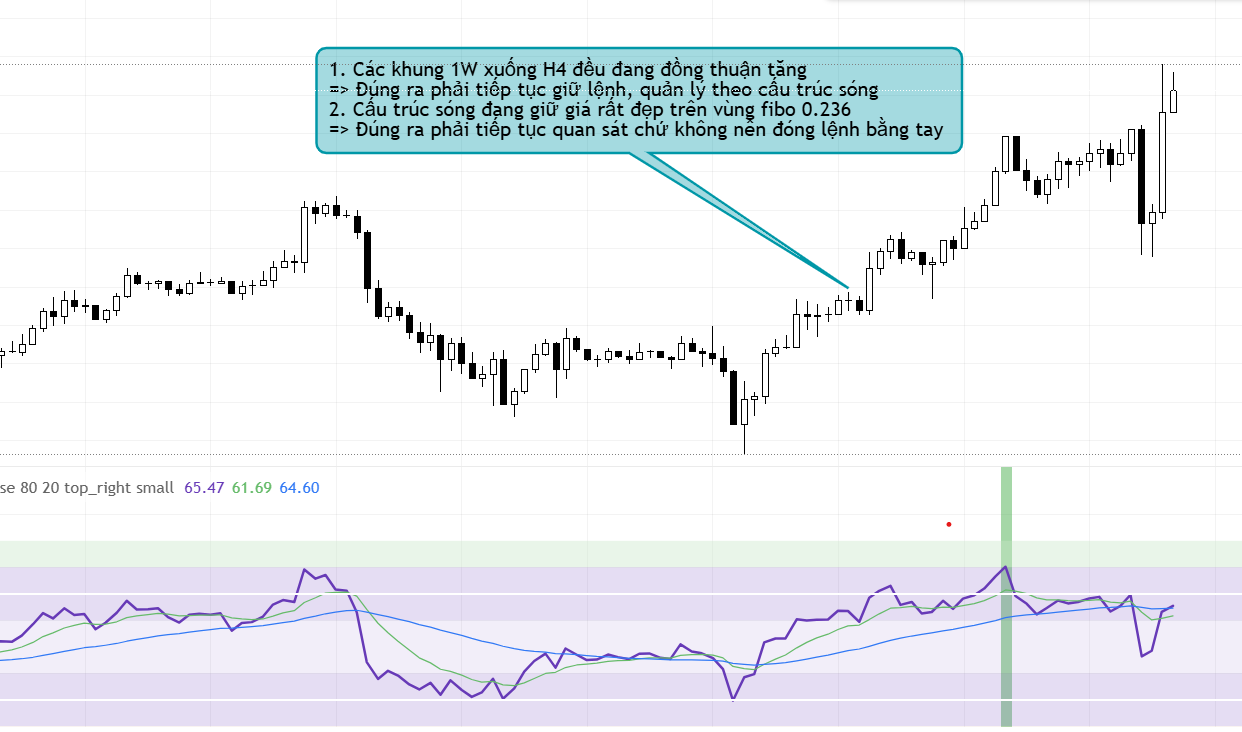 1. Các khung 1W xuống H4 đều đang đồng thuận tăng
=> Đúng ra phải tiếp tục giữ lệnh, quản lý theo cấu trúc sóng
2. Cấu trúc sóng đang giữ giá rất đẹp trên vùng fibo 0.236
=> Đúng ra phải tiếp tục quan sát chứ không nên đóng lệnh bằng tay
se 80 20 top_right small 65.47 61.69 64.60